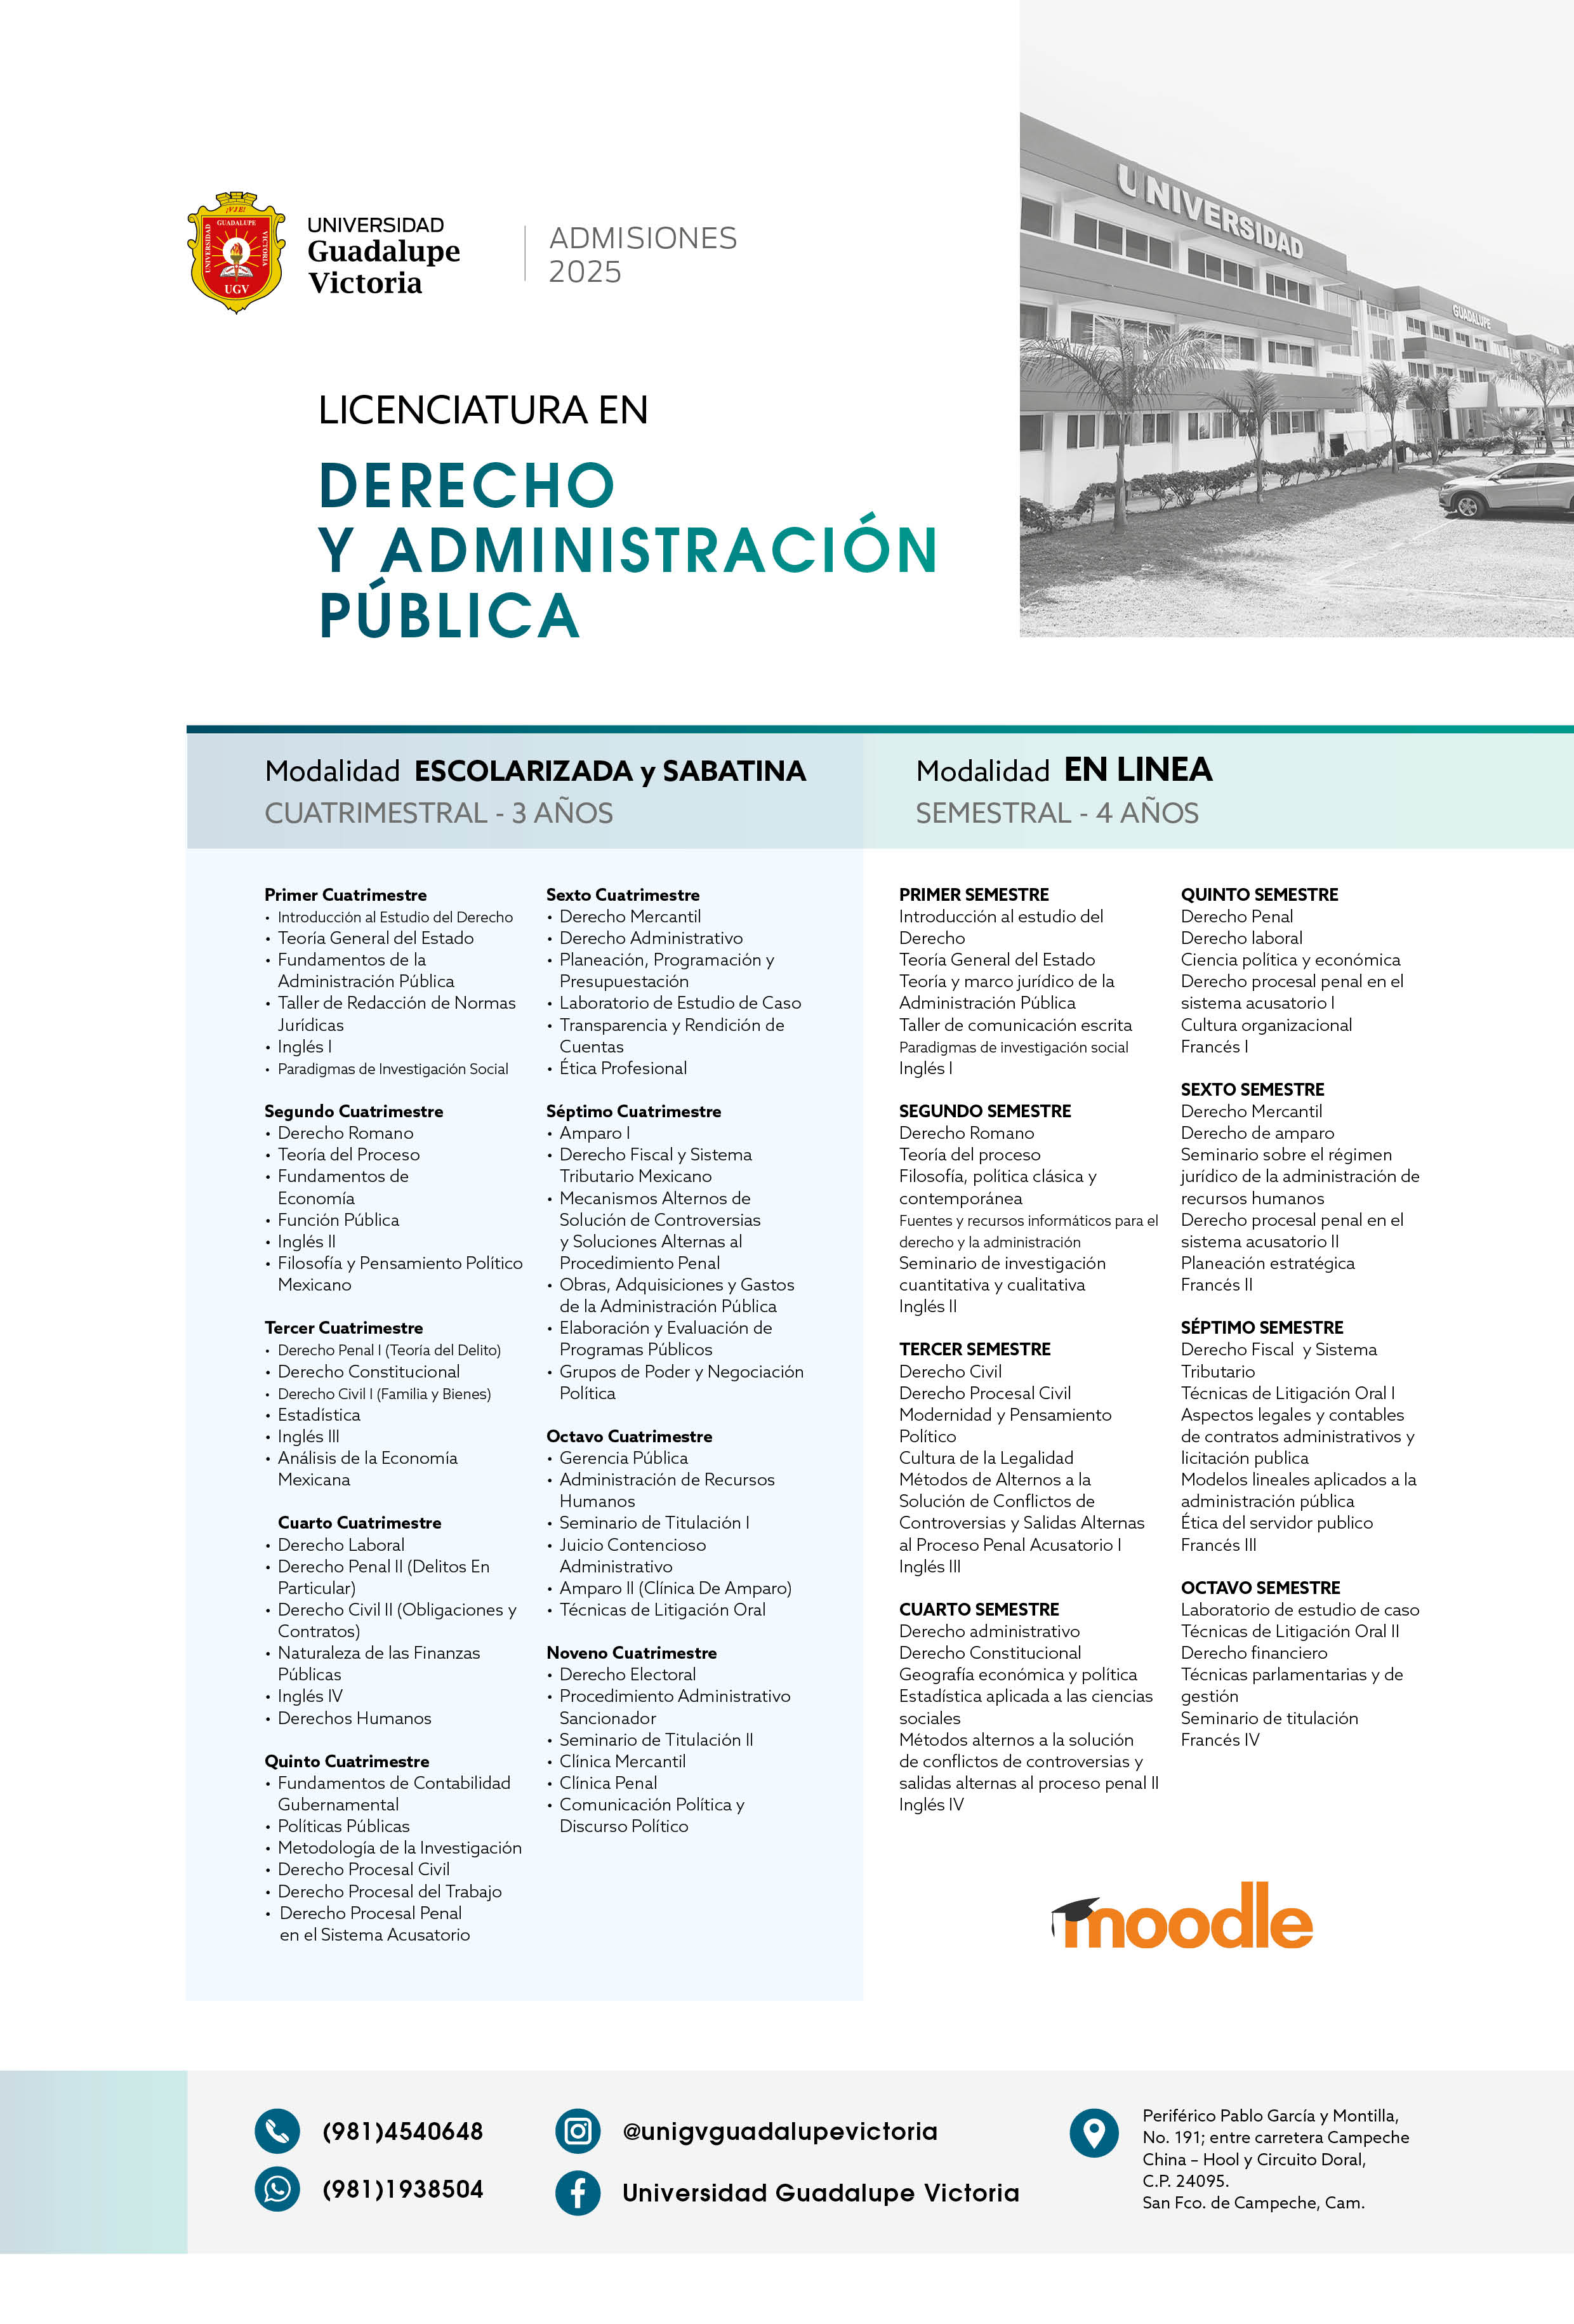 ¡VIE!
GUADALUPE
UNIVERSIDAD
VICTORIA
UGV
UNIVERSIDAD
Guadalupe
Victoria
ADMISIONES
2025
UNIVERSIDAD
GUADALUPE
LICENCIATURA EN
DERECHO
Y ADMINISTRACIÓN
PÚBLICA
Modalidad ESCOLARIZADA y SABATINA
CUATRIMESTRAL - 3 AÑOS
Modalidad EN LINEA
SEMESTRAL - 4 AÑOS
Primer Cuatrimestre
• Introducción al Estudio del Derecho
• Teoría General del Estado
• Fundamentos de la
Administración Pública
• Taller de Redacción de Normas
Jurídicas
• Inglés I
• Paradigmas de Investigación Social
Segundo Cuatrimestre
• Derecho Romano
• Teoría del Proceso
• Fundamentos de
Economía
• Función Pública
• Inglés II
• Filosofía y Pensamiento Político
Mexicano
Tercer Cuatrimestre
• Derecho Penal I (Teoría del Delito)
• Derecho Constitucional
• Derecho Civil I (Familia y Bienes)
• Estadística
• Inglés III
• Análisis de la Economía
Mexicana
Cuarto Cuatrimestre
• Derecho Laboral
• Derecho Penal II (Delitos En
Particular)
• Derecho Civil II (Obligaciones y
Contratos)
• Naturaleza de las Finanzas
Públicas
• Inglés IV
• Derechos Humanos
Quinto Cuatrimestre
• Fundamentos de Contabilidad
Gubernamental
• Políticas Públicas
• Metodología de la Investigación
• Derecho Procesal Civil
• Derecho Procesal del Trabajo
• Derecho Procesal Penal
en el Sistema Acusatorio
Sexto Cuatrimestre
• Derecho Mercantil
• Derecho Administrativo
• Planeación, Programación y
Presupuestación
• Laboratorio de Estudio de Caso
• Transparencia y Rendición de
Cuentas
• Ética Profesional
Séptimo Cuatrimestre
• Amparo I
• Derecho Fiscal y Sistema
Tributario Mexicano
• Mecanismos Alternos de
Solución de Controversias
y Soluciones Alternas al
Procedimiento Penal
• Obras, Adquisiciones y Gastos
de la Administración Pública
• Elaboración y Evaluación de
Programas Públicos
• Grupos de Poder y Negociación
Política
Octavo Cuatrimestre
• Gerencia Pública
• Administración de Recursos
Humanos
• Seminario de Titulación I
• Juicio Contencioso
Administrativo
• Amparo II (Clínica De Amparo)
• Técnicas de Litigación Oral
Noveno Cuatrimestre
• Derecho Electoral
• Procedimiento Administrativo
Sancionador
• Seminario de Titulación II
• Clínica Mercantil
• Clínica Penal
• Comunicación Política y
Discurso Político
PRIMER SEMESTRE
Introducción al estudio del
Derecho
Teoría General del Estado
Teoría y marco jurídico de la
Administración Pública
Taller de comunicación escrita
Paradigmas de investigación social
Inglés I
SEGUNDO SEMESTRE
Derecho Romano
Teoría del proceso
Filosofía, política clásica y
contemporánea
Fuentes y recursos informáticos para el
derecho y la administración
Seminario de investigación
cuantitativa y cualitativa
Inglés II
TERCER SEMESTRE
Derecho Civil
Derecho Procesal Civil
Modernidad y Pensamiento
Político
Cultura de la Legalidad
Métodos de Alternos a la
Solución de Conflictos de
Controversias y Salidas Alternas
al Proceso Penal Acusatorio I
Inglés III
CUARTO SEMESTRE
Derecho administrativo
Derecho Constitucional
Geografía económica y política
Estadística aplicada a las ciencias
sociales
Métodos alternos a la solución
de conflictos de controversias y
salidas alternas al proceso penal II
Inglés IV
QUINTO SEMESTRE
Derecho Penal
Derecho laboral
Ciencia política y económica
Derecho procesal penal en el
sistema acusatorio I
Cultura organizacional
Francés I
SEXTO SEMESTRE
Derecho Mercantil
Derecho de amparo
Seminario sobre el régimen
jurídico de la administración de
recursos humanos
Derecho procesal penal en el
sistema acusatorio II
Planeación estratégica
Francés II
SÉPTIMO SEMESTRE
Derecho Fiscal y Sistema
Tributario
Técnicas de Litigación Oral I
Aspectos legales y contables
de contratos administrativos y
licitación publica
Modelos lineales aplicados a la
administración pública
Ética del servidor publico
Francés III
OCTAVO SEMESTRE
Laboratorio de estudio de caso
Técnicas de Litigación Oral II
Derecho financiero
Técnicas parlamentarias y de
gestión
Seminario de titulación
Francés IV
moodle
(981)4540648
(981)1938504
@unigvguadalupevictoria
Universidad Guadalupe Victoria
Periférico Pablo García y Montilla,
No. 191; entre carretera Campeche
China – Hool y Circuito Doral,
C.P. 24095.
San Fco. de Campeche, Cam.